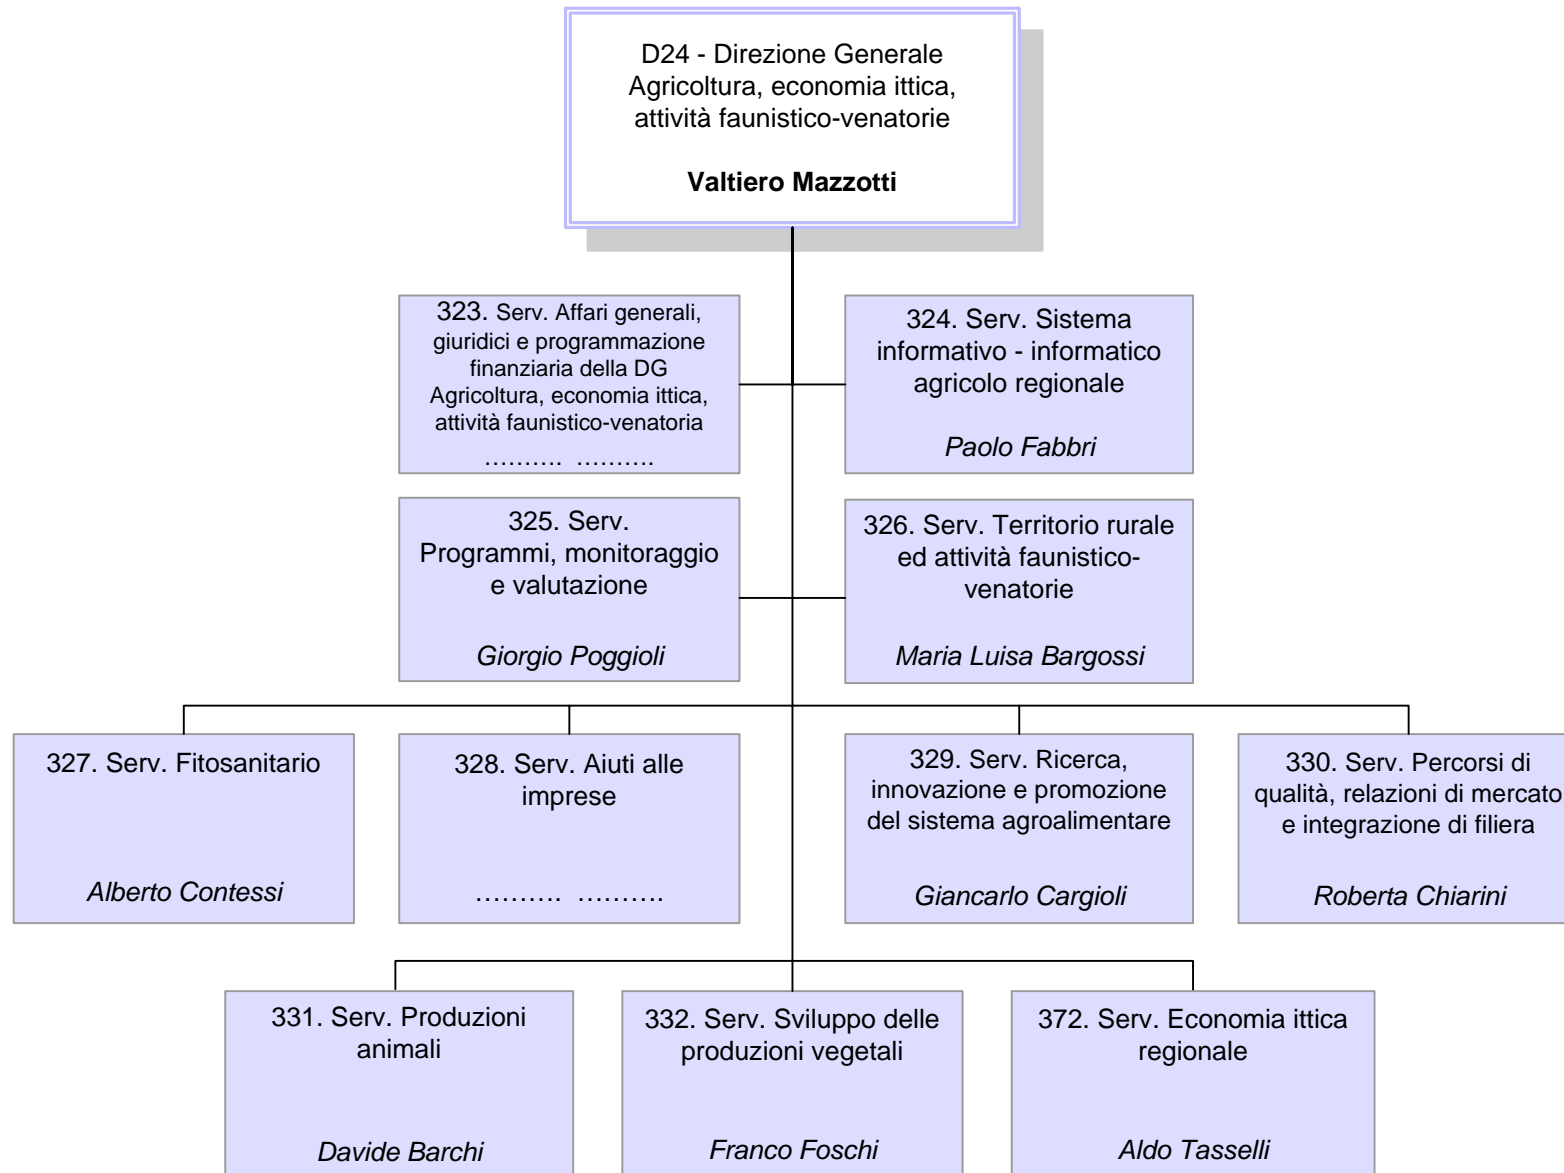 D24 - Direzione Generale
Agricoltura, economia ittica,
attività faunistico-venatorie
Valtiero Mazzotti
323. Serv. Affari generali,
giuridici e programmazione
finanziaria della DG
Agricoltura, economia ittica,
attività faunistico-venatoria
………. ……….
324. Serv. Sistema
informativo - informatico
agricolo regionale
Paolo Fabbri
325. Serv.
Programmi, monitoraggio
e valutazione
Giorgio Poggioli
326. Serv. Territorio rurale
ed attività faunistico-
venatorie
Maria Luisa Bargossi
327. Serv. Fitosanitario
Alberto Contessi
328. Serv. Aiuti alle
imprese
………. ……….
329. Serv. Ricerca,
innovazione e promozione
del sistema agroalimentare
Giancarlo Cargioli
330. Serv. Percorsi di
qualità, relazioni di mercato
e integrazione di filiera
Roberta Chiarini
331. Serv. Produzioni
animali
Davide Barchi
332. Serv. Sviluppo delle
produzioni vegetali
Franco Foschi
372. Serv. Economia ittica
regionale
Aldo Tasselli